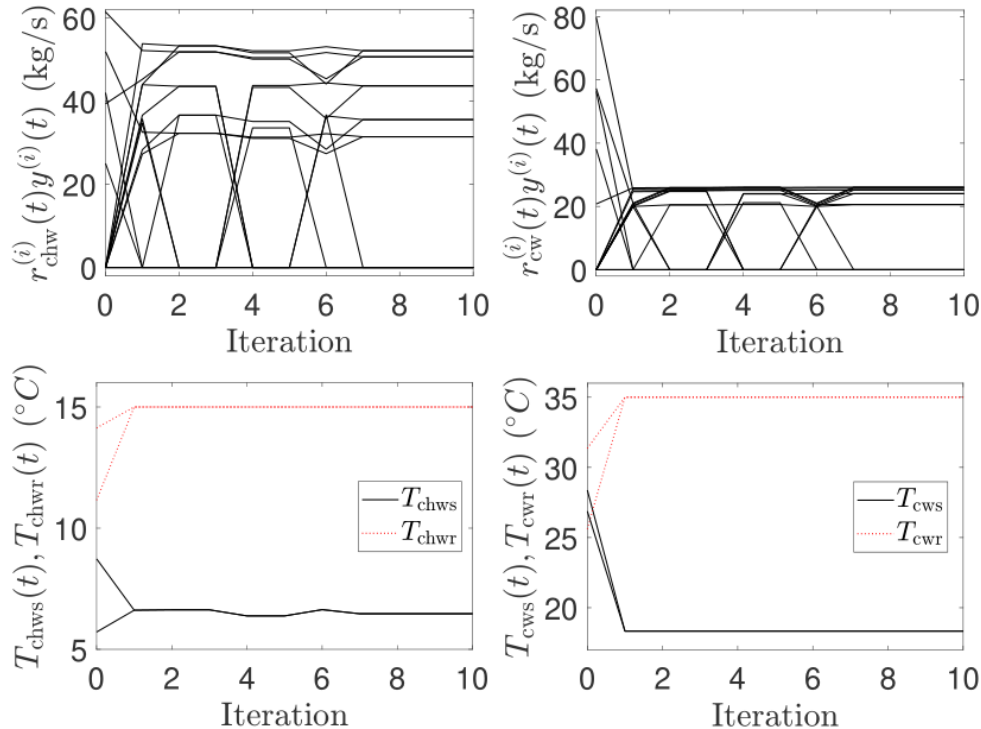 r_chw^(i)(t)y^(i)(t) (kg/s)
60
40
20
0
0 2 4 6 8 10
Iteration
r_cw^(i)(t)y^(i)(t) (kg/s)
80
60
40
20
0
0 2 4 6 8 10
Iteration
T_chws(t), T_chwr(t) (°C)
15
10
5
0 2 4 6 8 10
T_chws
T_chwr
Iteration
T_cws(t), T_cwr(t) (°C)
35
30
25
20
0 2 4 6 8 10
T_cws
T_cwr
Iteration